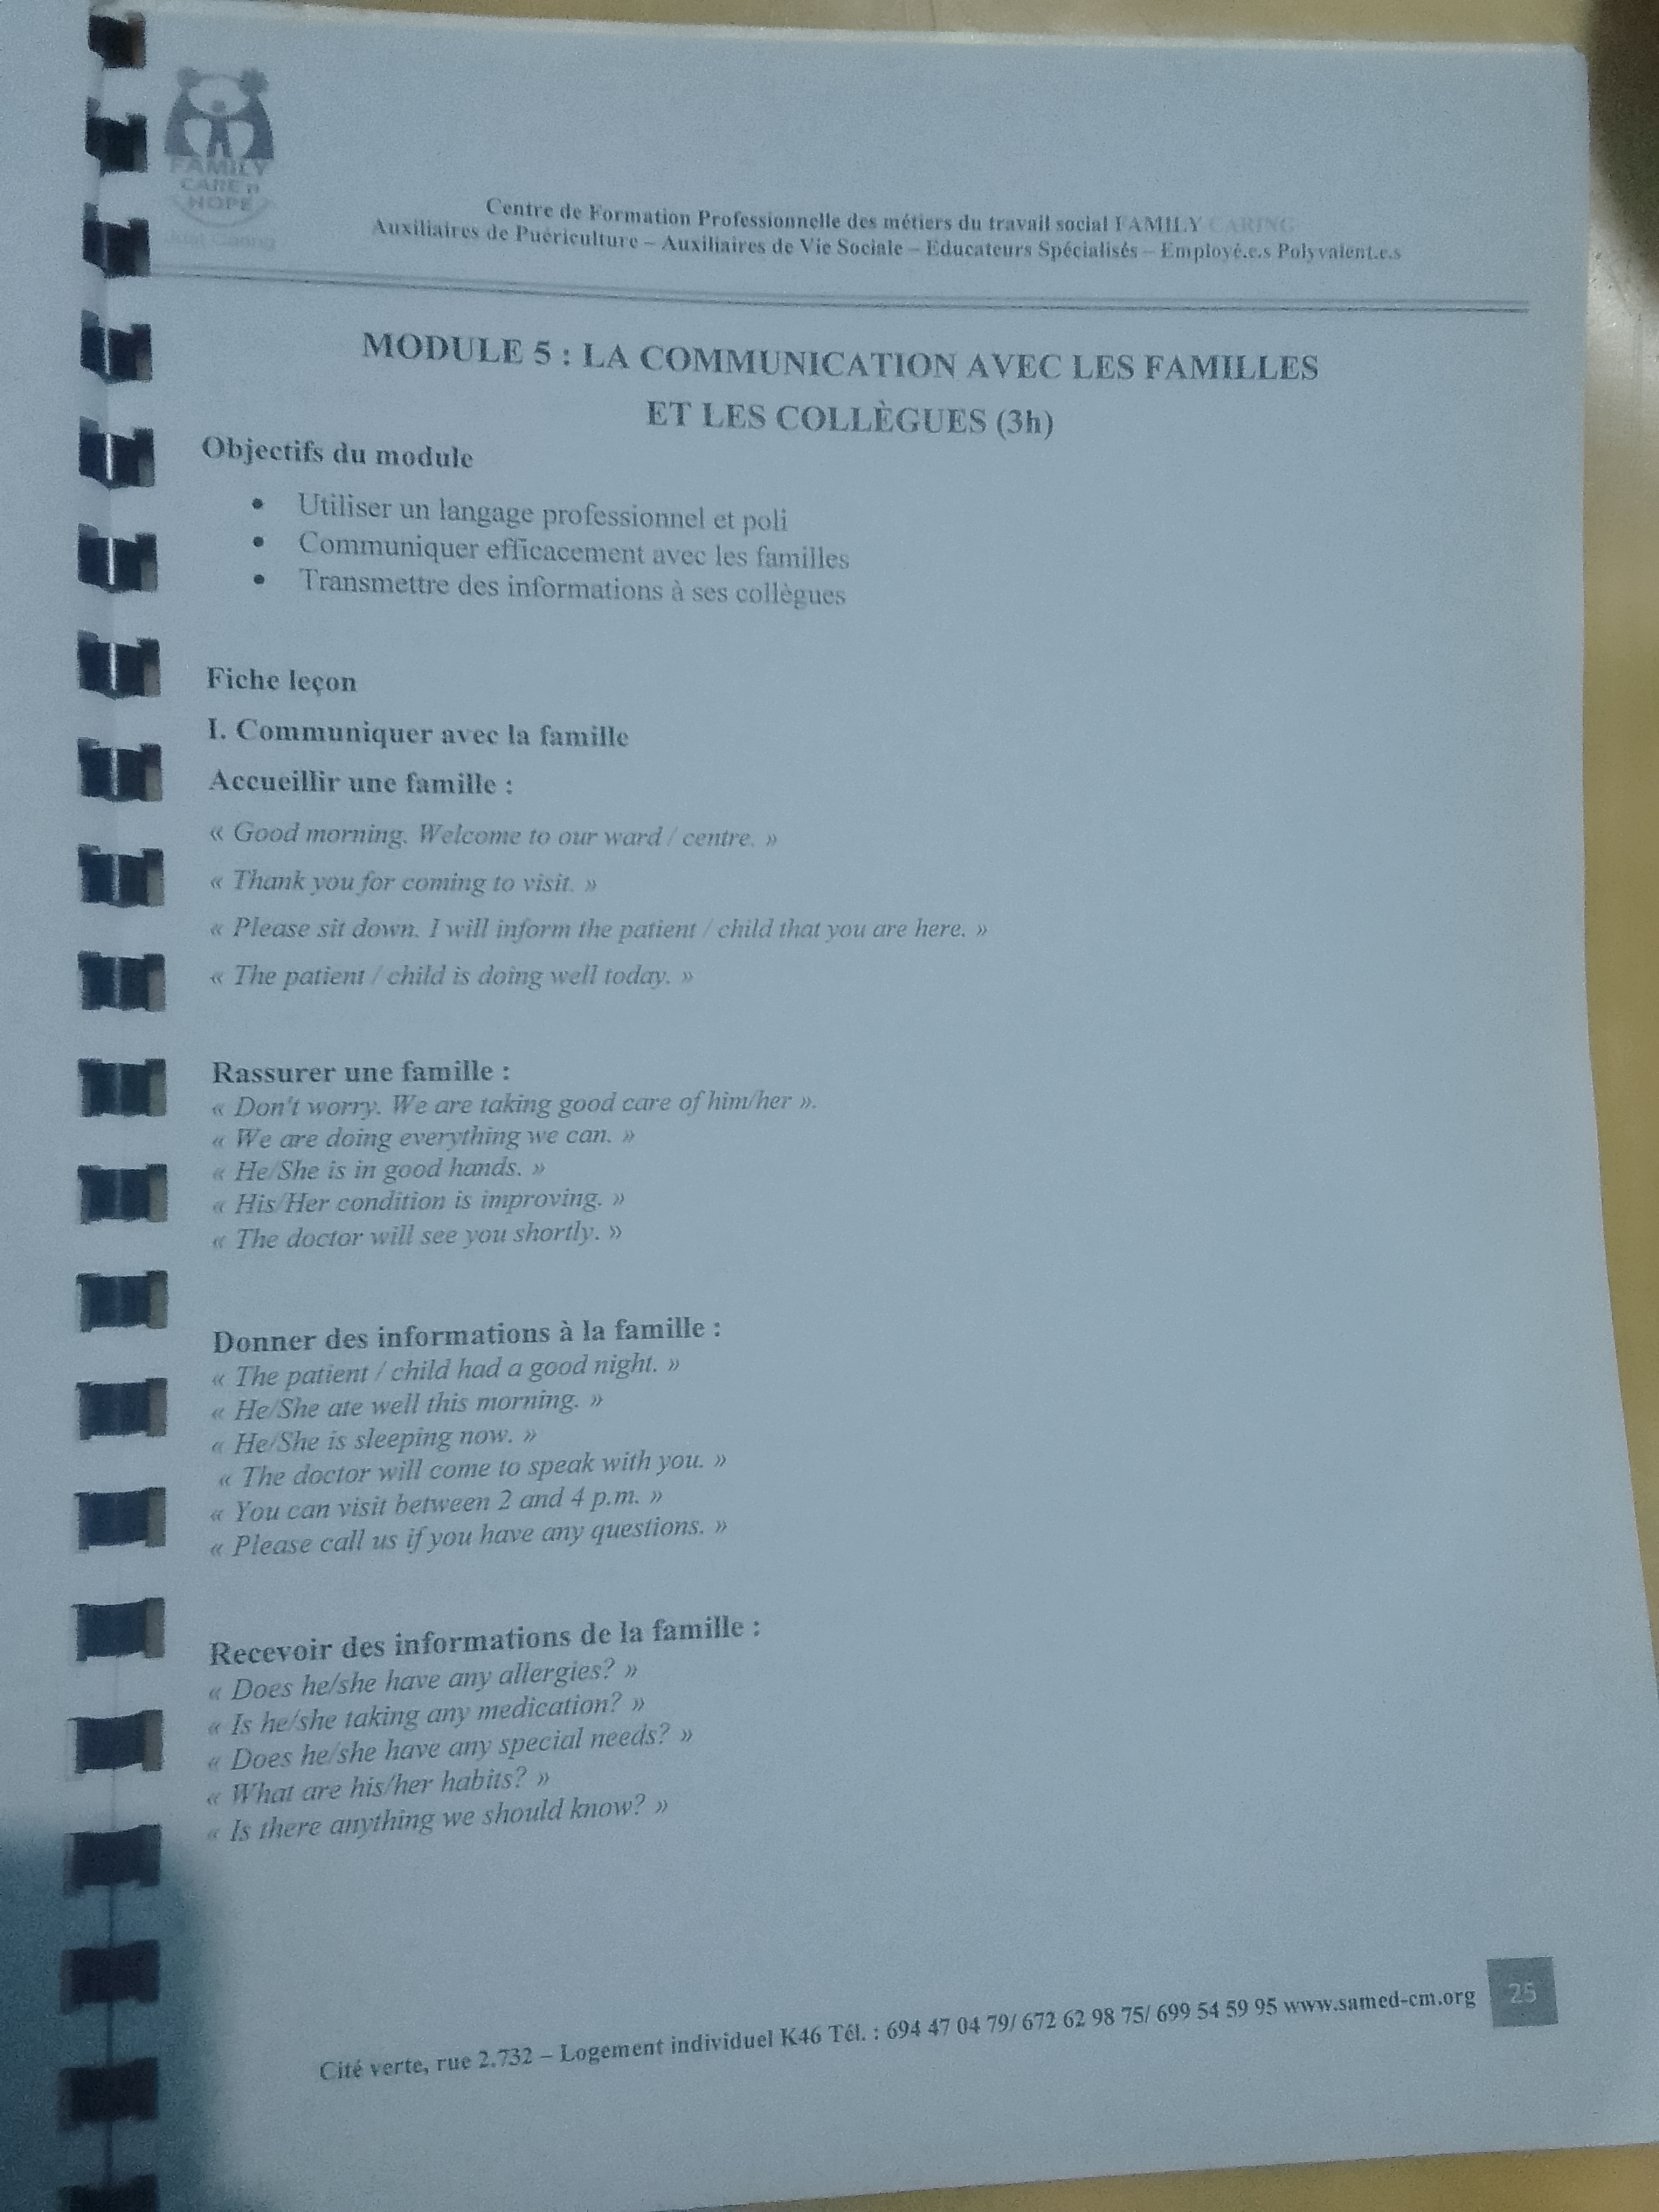 FAMILY
CARE n
HOPE
Just Caring
Centre de Formation Professionnelle des métiers du travail social FAMILY CARING
Auxiliaires de Puériculture – Auxiliaires de Vie Sociale – Educateurs Spécialisés – Employé.e.s Polyvalent.e.s
MODULE 5 : LA COMMUNICATION AVEC LES FAMILLES
ET LES COLLÈGUES (3h)
Objectifs du module
• Utiliser un langage professionnel et poli
• Communiquer efficacement avec les familles
• Transmettre des informations à ses collègues
Fiche leçon
I. Communiquer avec la famille
Accueillir une famille :
« Good morning. Welcome to our ward / centre. »
« Thank you for coming to visit. »
« Please sit down. I will inform the patient / child that you are here. »
« The patient / child is doing well today. »
Rassurer une famille :
« Don't worry. We are taking good care of him/her ».
« We are doing everything we can. »
« He/She is in good hands. »
« His/Her condition is improving. »
« The doctor will see you shortly. »
Donner des informations à la famille :
« The patient / child had a good night. »
« He/She ate well this morning. »
« He/She is sleeping now. »
« The doctor will come to speak with you. »
« You can visit between 2 and 4 p.m. »
« Please call us if you have any questions. »
Recevoir des informations de la famille :
« Does he/she have any allergies? »
« Is he/she taking any medication? »
« Does he/she have any special needs? »
« What are his/her habits? »
« Is there anything we should know? »
Cité verte, rue 2.732 – Logement individuel K46 Tél. : 694 47 04 79/ 672 62 98 75/ 699 54 59 95 www.samed-cm.org
25